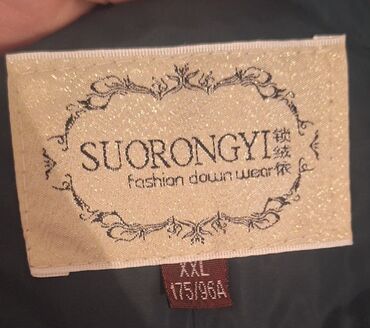 SUORONGYI 锁绒依
fashion down wear
XXL
175/96A